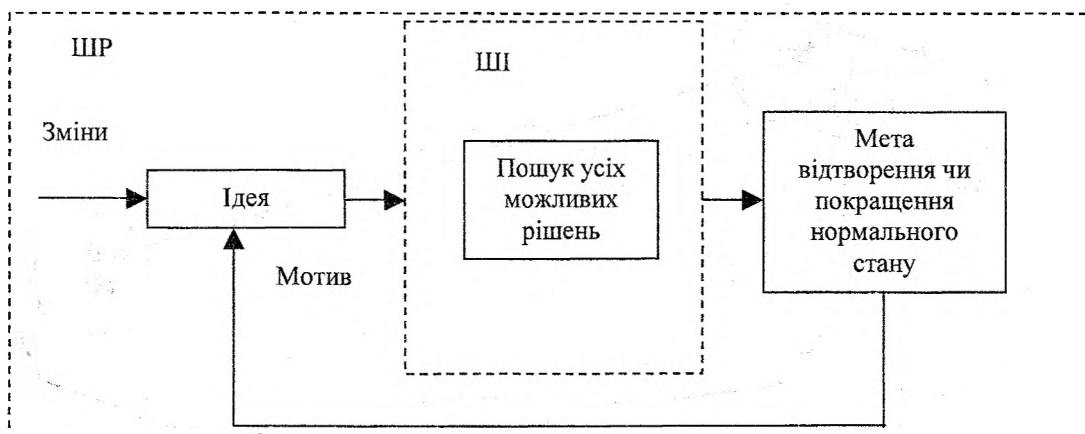 ШР
ШІ
Зміни
Ідея
Пошук усіх
можливих
рішень
Мета
відтворення чи
покращення
нормального
стану
Мотив